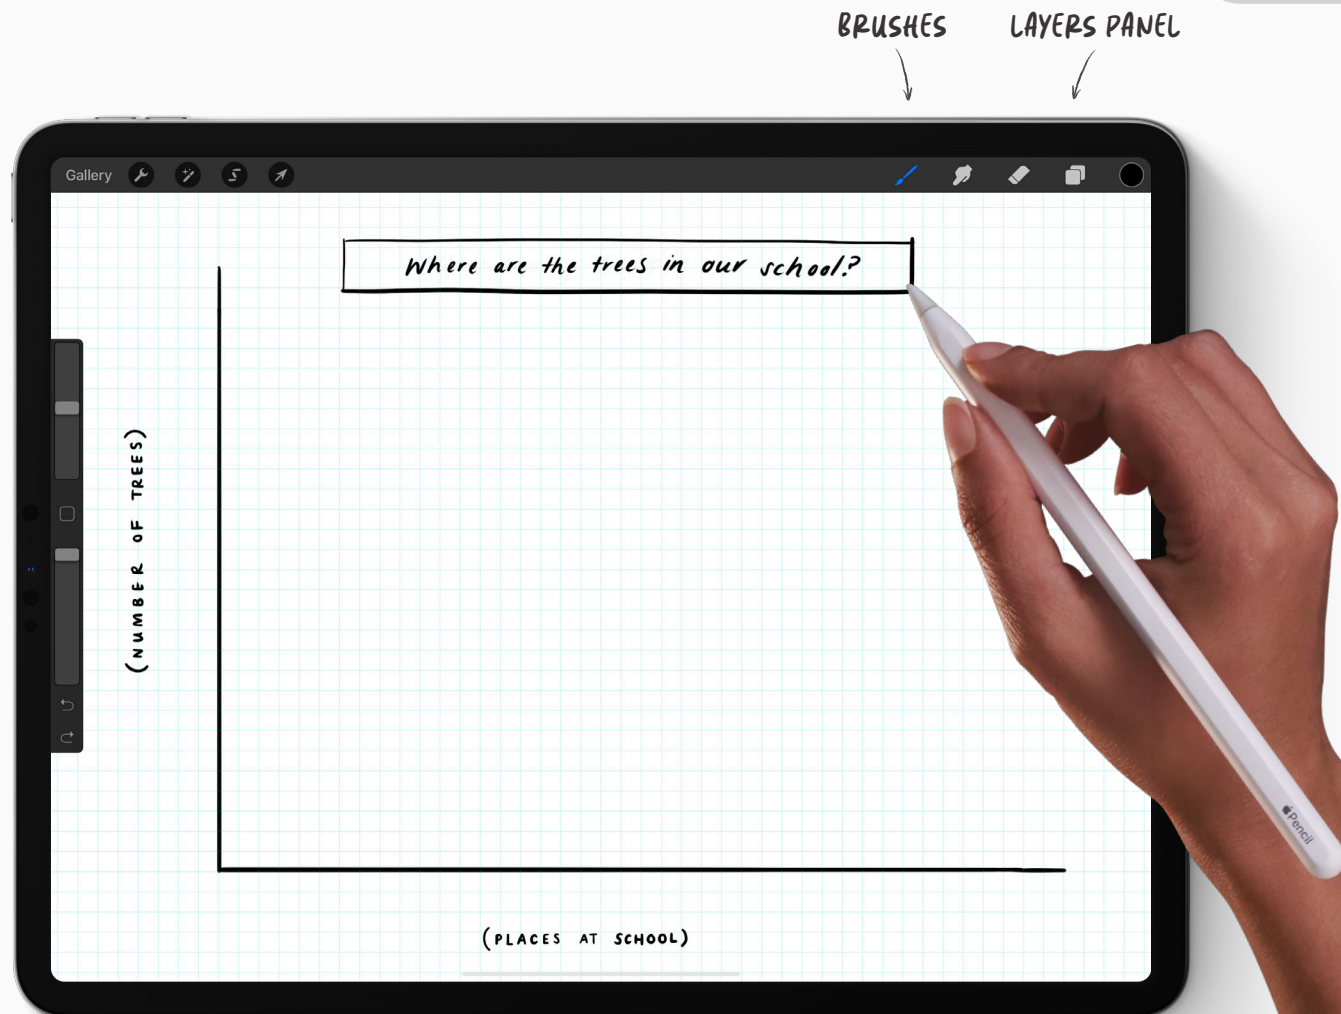 BRUSHES
LAYERS PANEL
Gallery
Where are the trees in our school?
(NUMBER OF TREES)
(PLACES AT SCHOOL)
Pencil